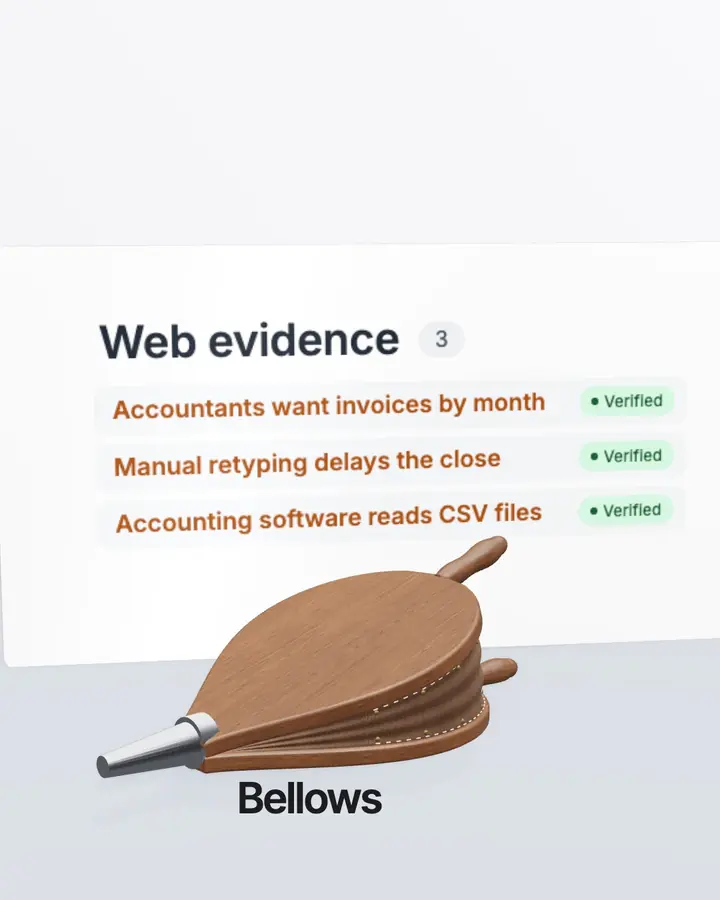 Web evidence 3
Accountants want invoices by month Verified
Manual retyping delays the close Verified
Accounting software reads CSV files Verified
Bellows